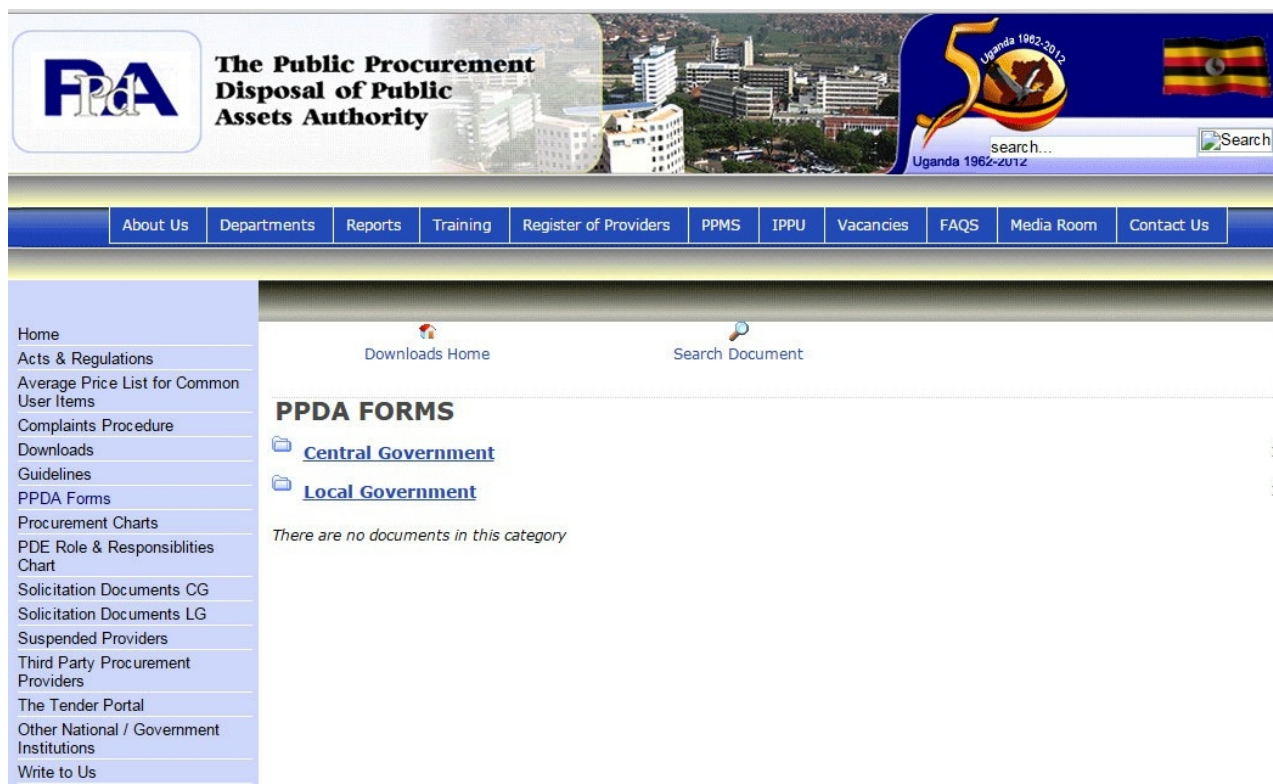 PPdA
The Public Procurement
Disposal of Public
Assets Authority
Uganda 1962-2012
50
Uganda 1962-2012
search...
Search
About Us
Departments
Reports
Training
Register of Providers
PPMS
IPPU
Vacancies
FAQS
Media Room
Contact Us
Home
Acts & Regulations
Average Price List for Common
User Items
Complaints Procedure
Downloads
Guidelines
PPDA Forms
Procurement Charts
PDE Role & Responsiblities
Chart
Solicitation Documents CG
Solicitation Documents LG
Suspended Providers
Third Party Procurement
Providers
The Tender Portal
Other National / Government
Institutions
Write to Us
Downloads Home
Search Document
PPDA FORMS
Central Government
Local Government
There are no documents in this category